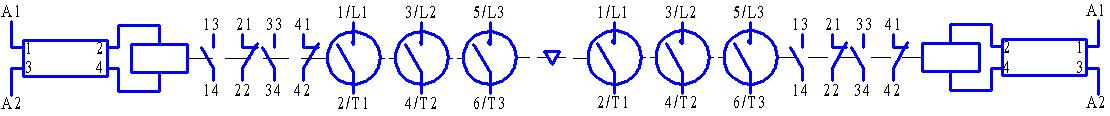 A1 13 21 33 41 1/L1 3/L2 5/L3 1/L1 3/L2 5/L3 13 21 33 41 A1
1 2 2 1
3 4 4 3
A2 14 22 34 42 2/T1 4/T2 6/T3 2/T1 4/T2 6/T3 14 22 34 42 A2